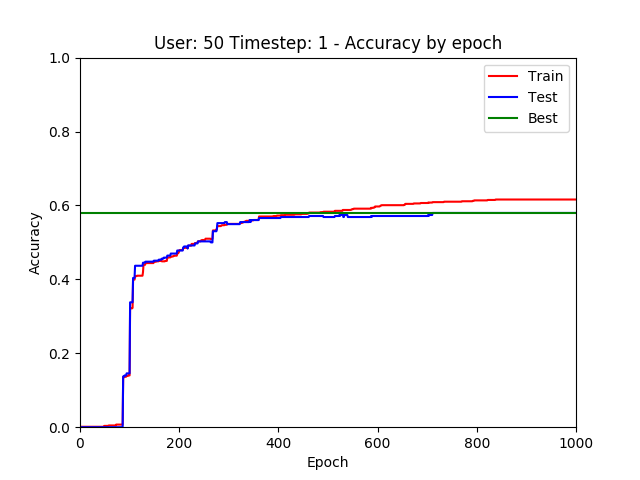 User: 50 Timestep: 1 - Accuracy by epoch
1.0
0.8
0.6
0.4
0.2
0.0
Accuracy
Train
Test
Best
0 200 400 600 800 1000
Epoch